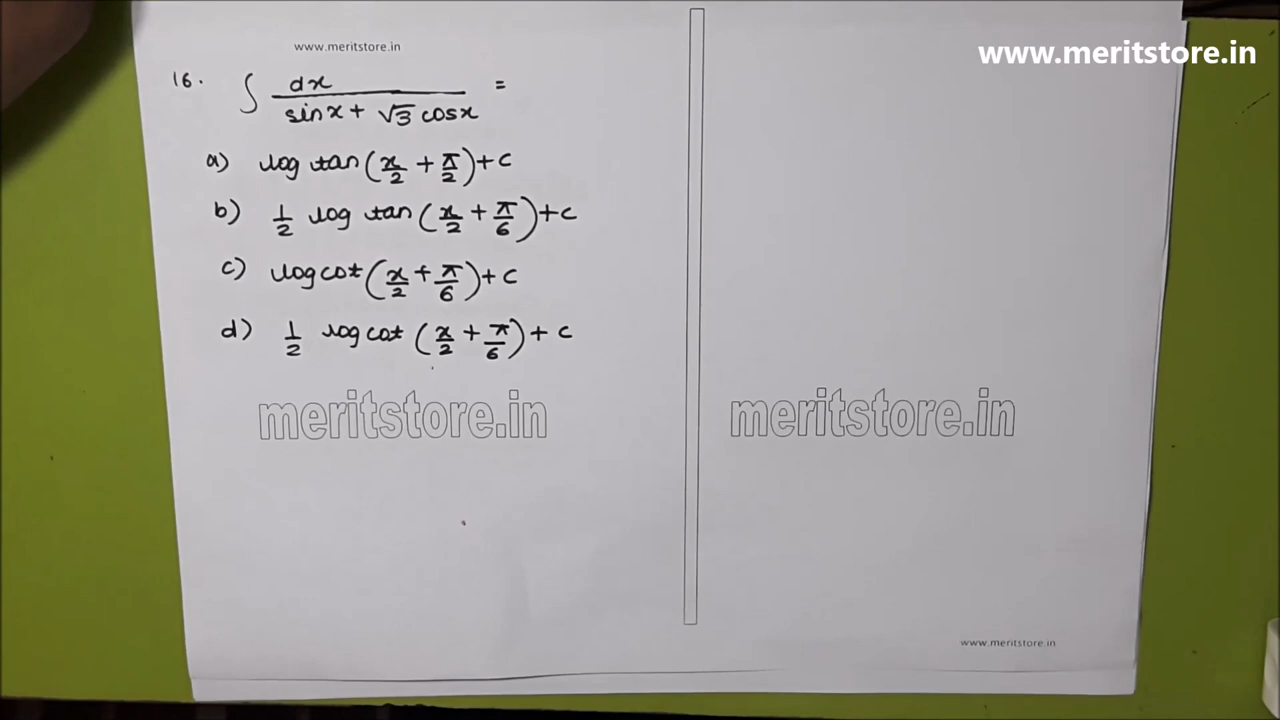 www.meritstore.in
www.meritstore.in
16. ∫ dx / (sinx + √3 cosx) =
a) log tan (x/2 + π/2) + c
b) 1/2 log tan (x/2 + π/6) + c
c) log cot (x/2 + π/6) + c
d) 1/2 log cot (x/2 + π/6) + c
meritstore.in meritstore.in
www.meritstore.in